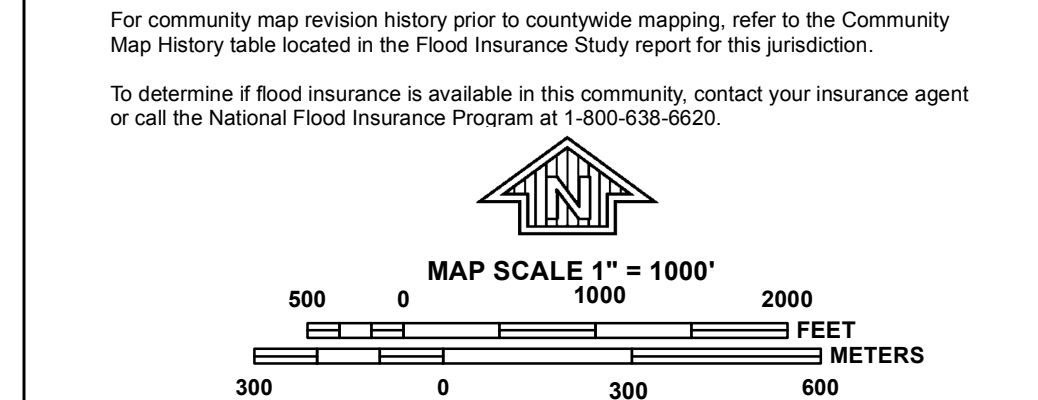 For community map revision history prior to countywide mapping, refer to the Community
Map History table located in the Flood Insurance Study report for this jurisdiction.
To determine if flood insurance is available in this community, contact your insurance agent
or call the National Flood Insurance Program at 1-800-638-6620.
N
MAP SCALE 1" = 1000'
500 0 1000 2000
FEET
METERS
300 0 300 600